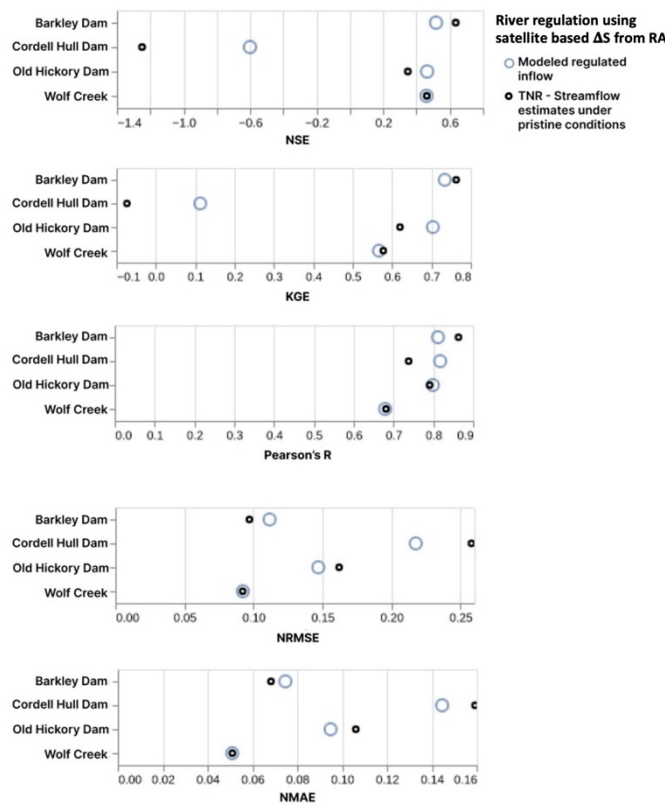 River regulation using
satellite based ΔS from RA
Modeled regulated
inflow
TNR - Streamflow
estimates under
pristine conditions
Barkley Dam
Cordell Hull Dam
Old Hickory Dam
Wolf Creek
−1.4 −1.0 −0.6 −0.2 0.2 0.6
NSE
Barkley Dam
Cordell Hull Dam
Old Hickory Dam
Wolf Creek
−0.1 0.0 0.1 0.2 0.3 0.4 0.5 0.6 0.7 0.8
KGE
Barkley Dam
Cordell Hull Dam
Old Hickory Dam
Wolf Creek
0.0 0.1 0.2 0.3 0.4 0.5 0.6 0.7 0.8 0.9
Pearson's R
Barkley Dam
Cordell Hull Dam
Old Hickory Dam
Wolf Creek
0.00 0.05 0.10 0.15 0.20 0.25
NRMSE
Barkley Dam
Cordell Hull Dam
Old Hickory Dam
Wolf Creek
0.00 0.02 0.04 0.06 0.08 0.10 0.12 0.14 0.16
NMAE